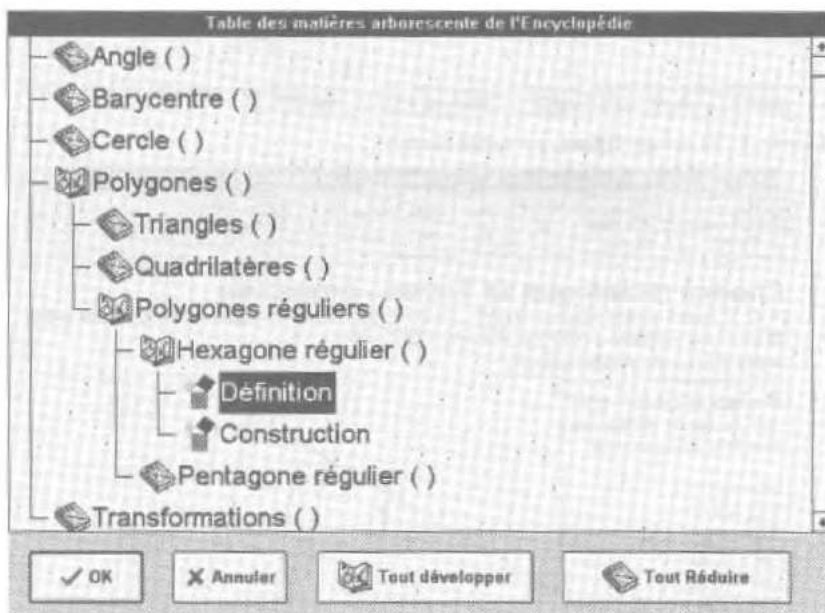 Table des matières arborescente de l'Encyclopédie
Angle ( )
Barycentre ( )
Cercle ( )
Polygones ( )
Triangles ( )
Quadrilatères ( )
Polygones réguliers ( )
Hexagone régulier ( )
Définition
Construction
Pentagone régulier ( )
Transformations ( )
OK Annuler Tout développer Tout Réduire